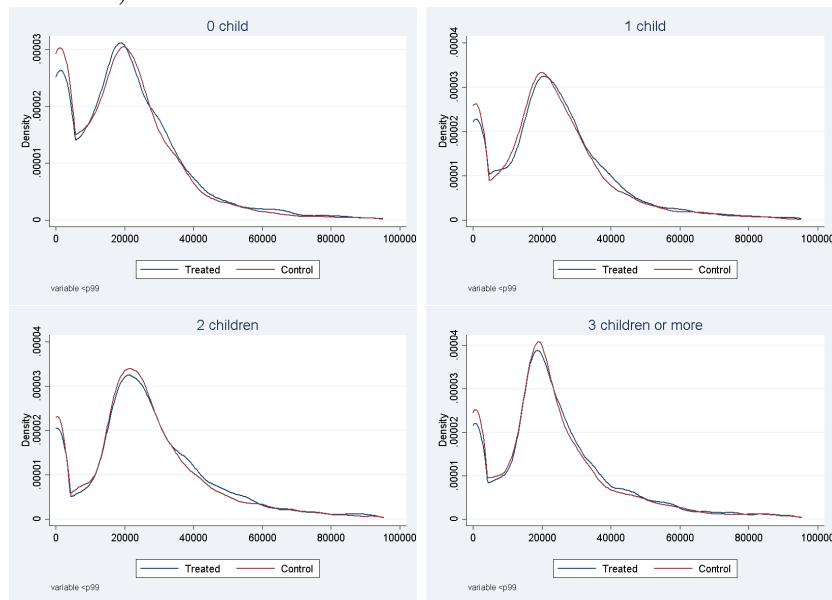 )
0 child
Density
.00003
.00002
.00001
0
0 20000 40000 60000 80000 100000
Treated Control
variable <p99
1 child
Density
.00004
.00003
.00002
.00001
0
0 20000 40000 60000 80000 100000
Treated Control
variable <p99
2 children
Density
.00004
.00003
.00002
.00001
0
0 20000 40000 60000 80000 100000
Treated Control
variable <p99
3 children or more
Density
.00004
.00003
.00002
.00001
0
0 20000 40000 60000 80000 100000
Treated Control
variable <p99